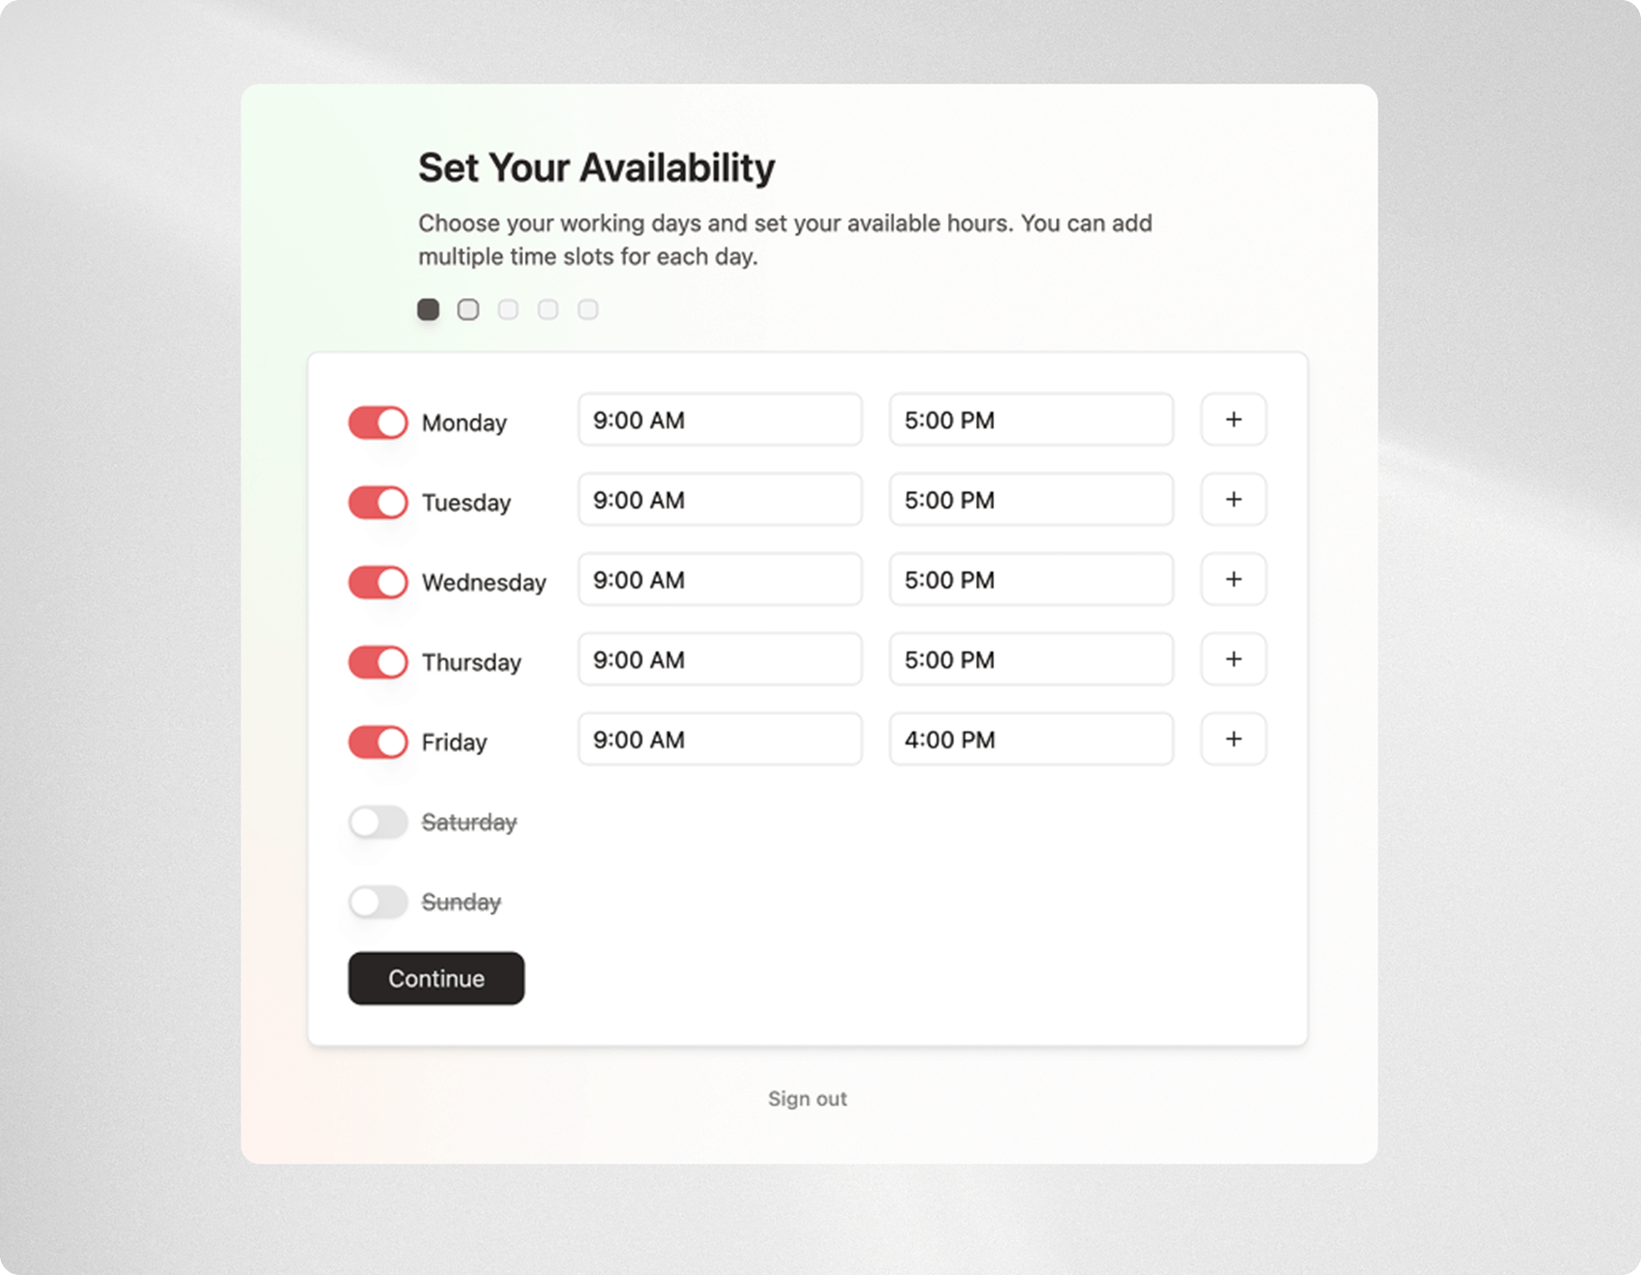 Set Your Availability
Choose your working days and set your available hours. You can add
multiple time slots for each day.
Monday 9:00 AM 5:00 PM +
Tuesday 9:00 AM 5:00 PM +
Wednesday 9:00 AM 5:00 PM +
Thursday 9:00 AM 5:00 PM +
Friday 9:00 AM 4:00 PM +
Saturday
Sunday
Continue
Sign out